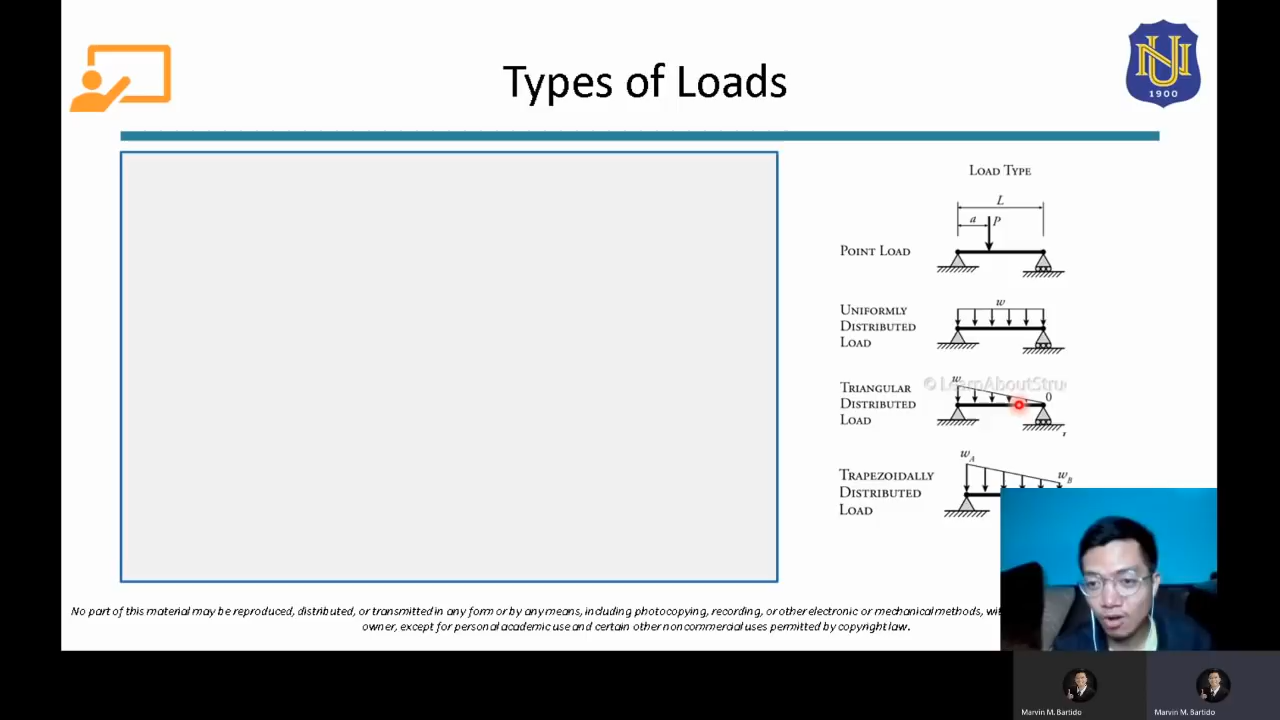 Types of Loads
NU
1900
LOAD TYPE
L
a P
POINT LOAD
w
UNIFORMLY
DISTRIBUTED
LOAD
© LearnAboutStru
w
TRIANGULAR
DISTRIBUTED
LOAD
0
w_A
w_B
TRAPEZOIDALLY
DISTRIBUTED
LOAD
No part of this material may be reproduced, distributed, or transmitted in any form or by any means, including photocopying, recording, or other electronic or mechanical methods,
owner, except for personal academic use and certain other noncommercial uses permitted by copyright law.
Marvin M. Bartido
Marvin M. Bartido